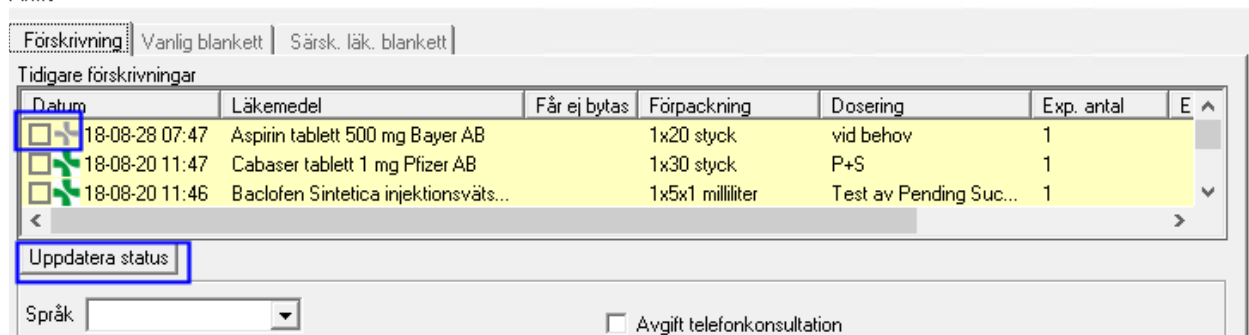 Förskrivning Vanlig blankett Särsk. läk. blankett
Tidigare förskrivningar
Datum Läkemedel Får ej bytas Förpackning Dosering Exp. antal E
18-08-28 07:47 Aspirin tablett 500 mg Bayer AB 1x20 styck vid behov 1
18-08-20 11:47 Cabaser tablett 1 mg Pfizer AB 1x30 styck P+S 1
18-08-20 11:46 Baclofen Sintetica injektionsväts... 1x5x1 milliliter Test av Pending Suc... 1
Uppdatera status
Språk Avgift telefonkonsultation